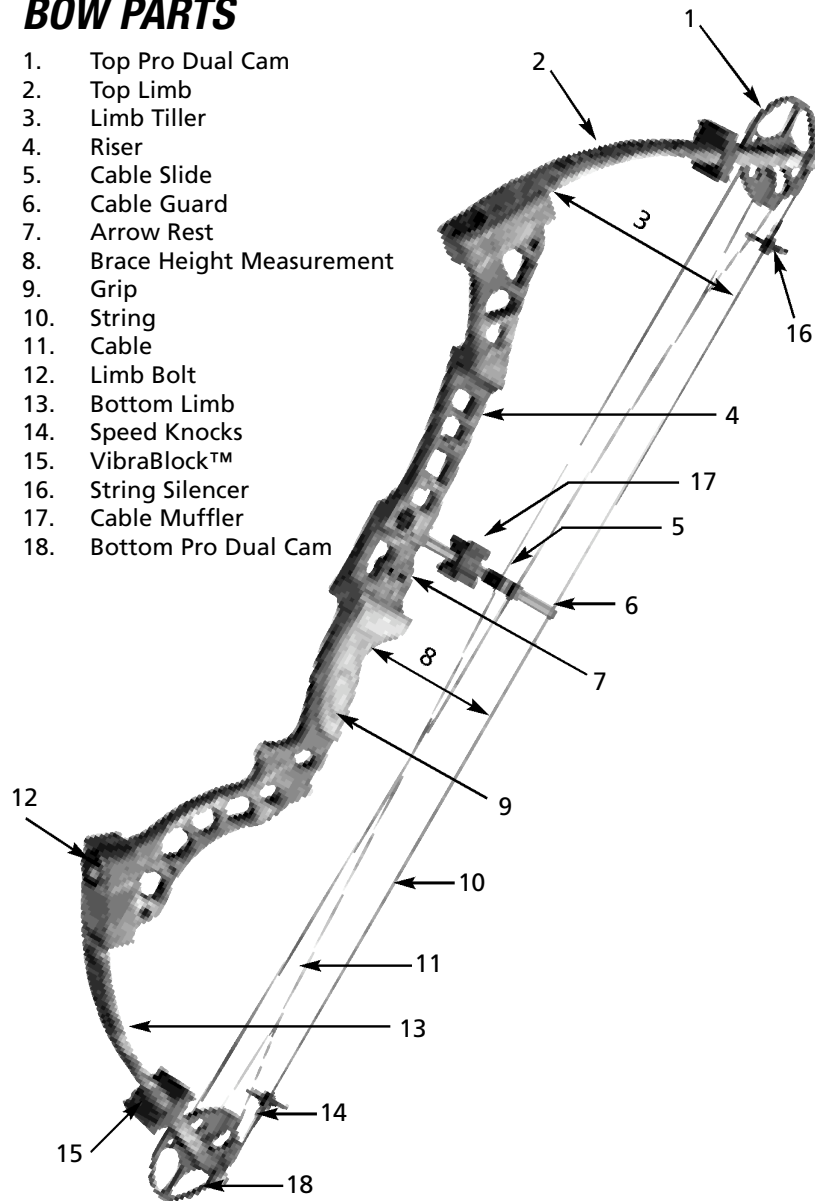 BOW PARTS
1. Top Pro Dual Cam
2. Top Limb
3. Limb Tiller
4. Riser
5. Cable Slide
6. Cable Guard
7. Arrow Rest
8. Brace Height Measurement
9. Grip
10. String
11. Cable
12. Limb Bolt
13. Bottom Limb
14. Speed Knocks
15. VibraBlock™
16. String Silencer
17. Cable Muffler
18. Bottom Pro Dual Cam
1
2
3
16
4
17
5
6
7
8
9
12
10
11
13
14
15
18